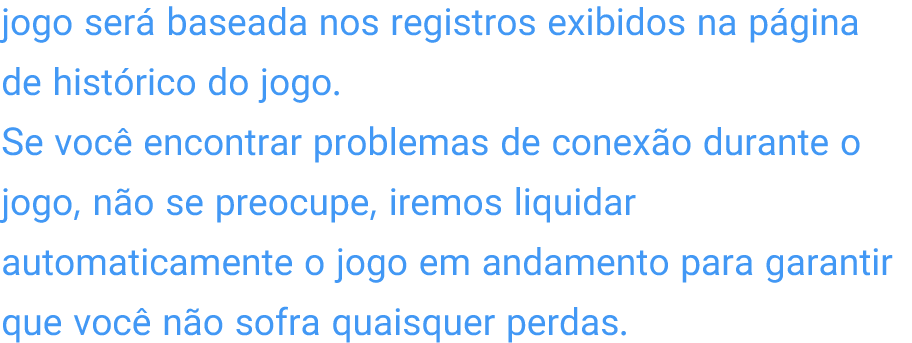 jogo será baseada nos registros exibidos na página
de histórico do jogo.
Se você encontrar problemas de conexão durante o
jogo, não se preocupe, iremos liquidar
automaticamente o jogo em andamento para garantir
que você não sofra quaisquer perdas.